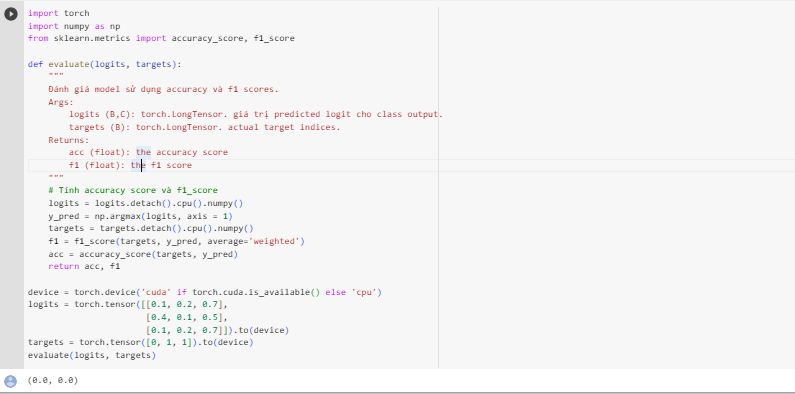 import torch
import numpy as np
from sklearn.metrics import accuracy_score, f1_score
def evaluate(logits, targets):
"""
Đánh giá model sử dụng accuracy và f1 scores.
Args:
logits (B,C): torch.LongTensor. giá trị predicted logit cho class output.
targets (B): torch.LongTensor. actual target indices.
Returns:
acc (float): the accuracy score
f1 (float): the f1 score
"""
# Tính accuracy score và f1_score
logits = logits.detach().cpu().numpy()
y_pred = np.argmax(logits, axis = 1)
targets = targets.detach().cpu().numpy()
f1 = f1_score(targets, y_pred, average='weighted')
acc = accuracy_score(targets, y_pred)
return acc, f1
device = torch.device('cuda' if torch.cuda.is_available() else 'cpu')
logits = torch.tensor([[0.1, 0.2, 0.7],
[0.4, 0.1, 0.5],
[0.1, 0.2, 0.7]]).to(device)
targets = torch.tensor([0, 1, 1]).to(device)
evaluate(logits, targets)
(0.0, 0.0)